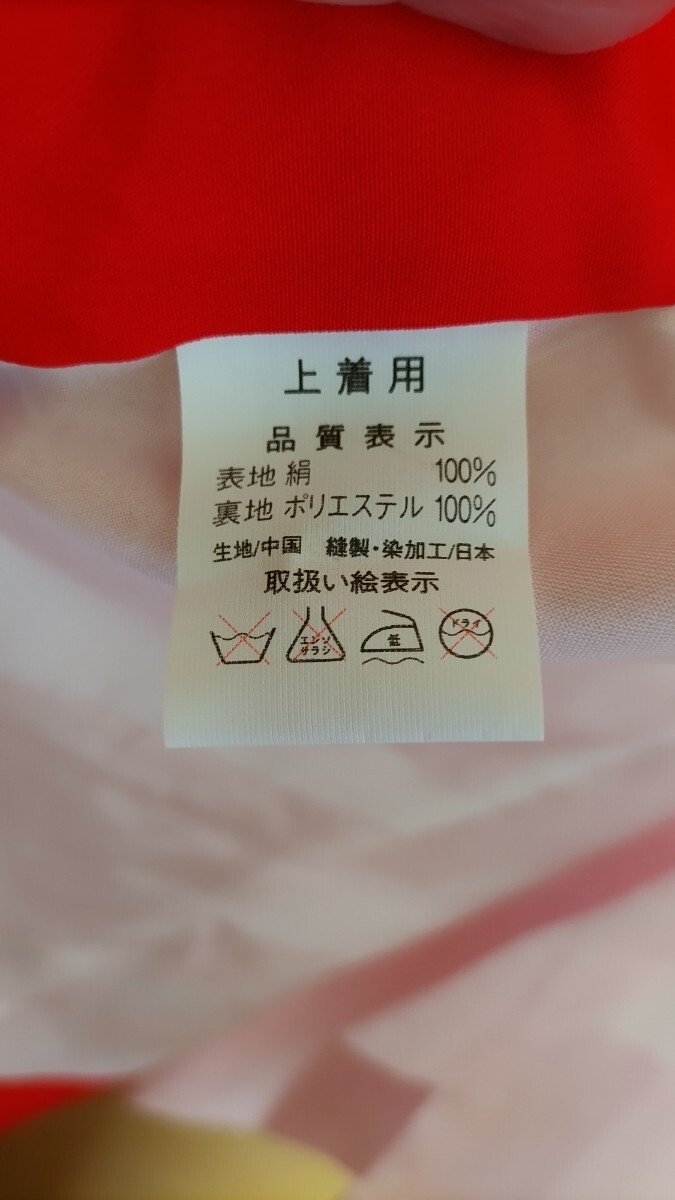 上着用
品質表示
表地 絹 100%
裏地 ポリエステル 100%
生地/中国 縫製・染加工/日本
取扱い絵表示
エンソ サラシ 低 ドライ